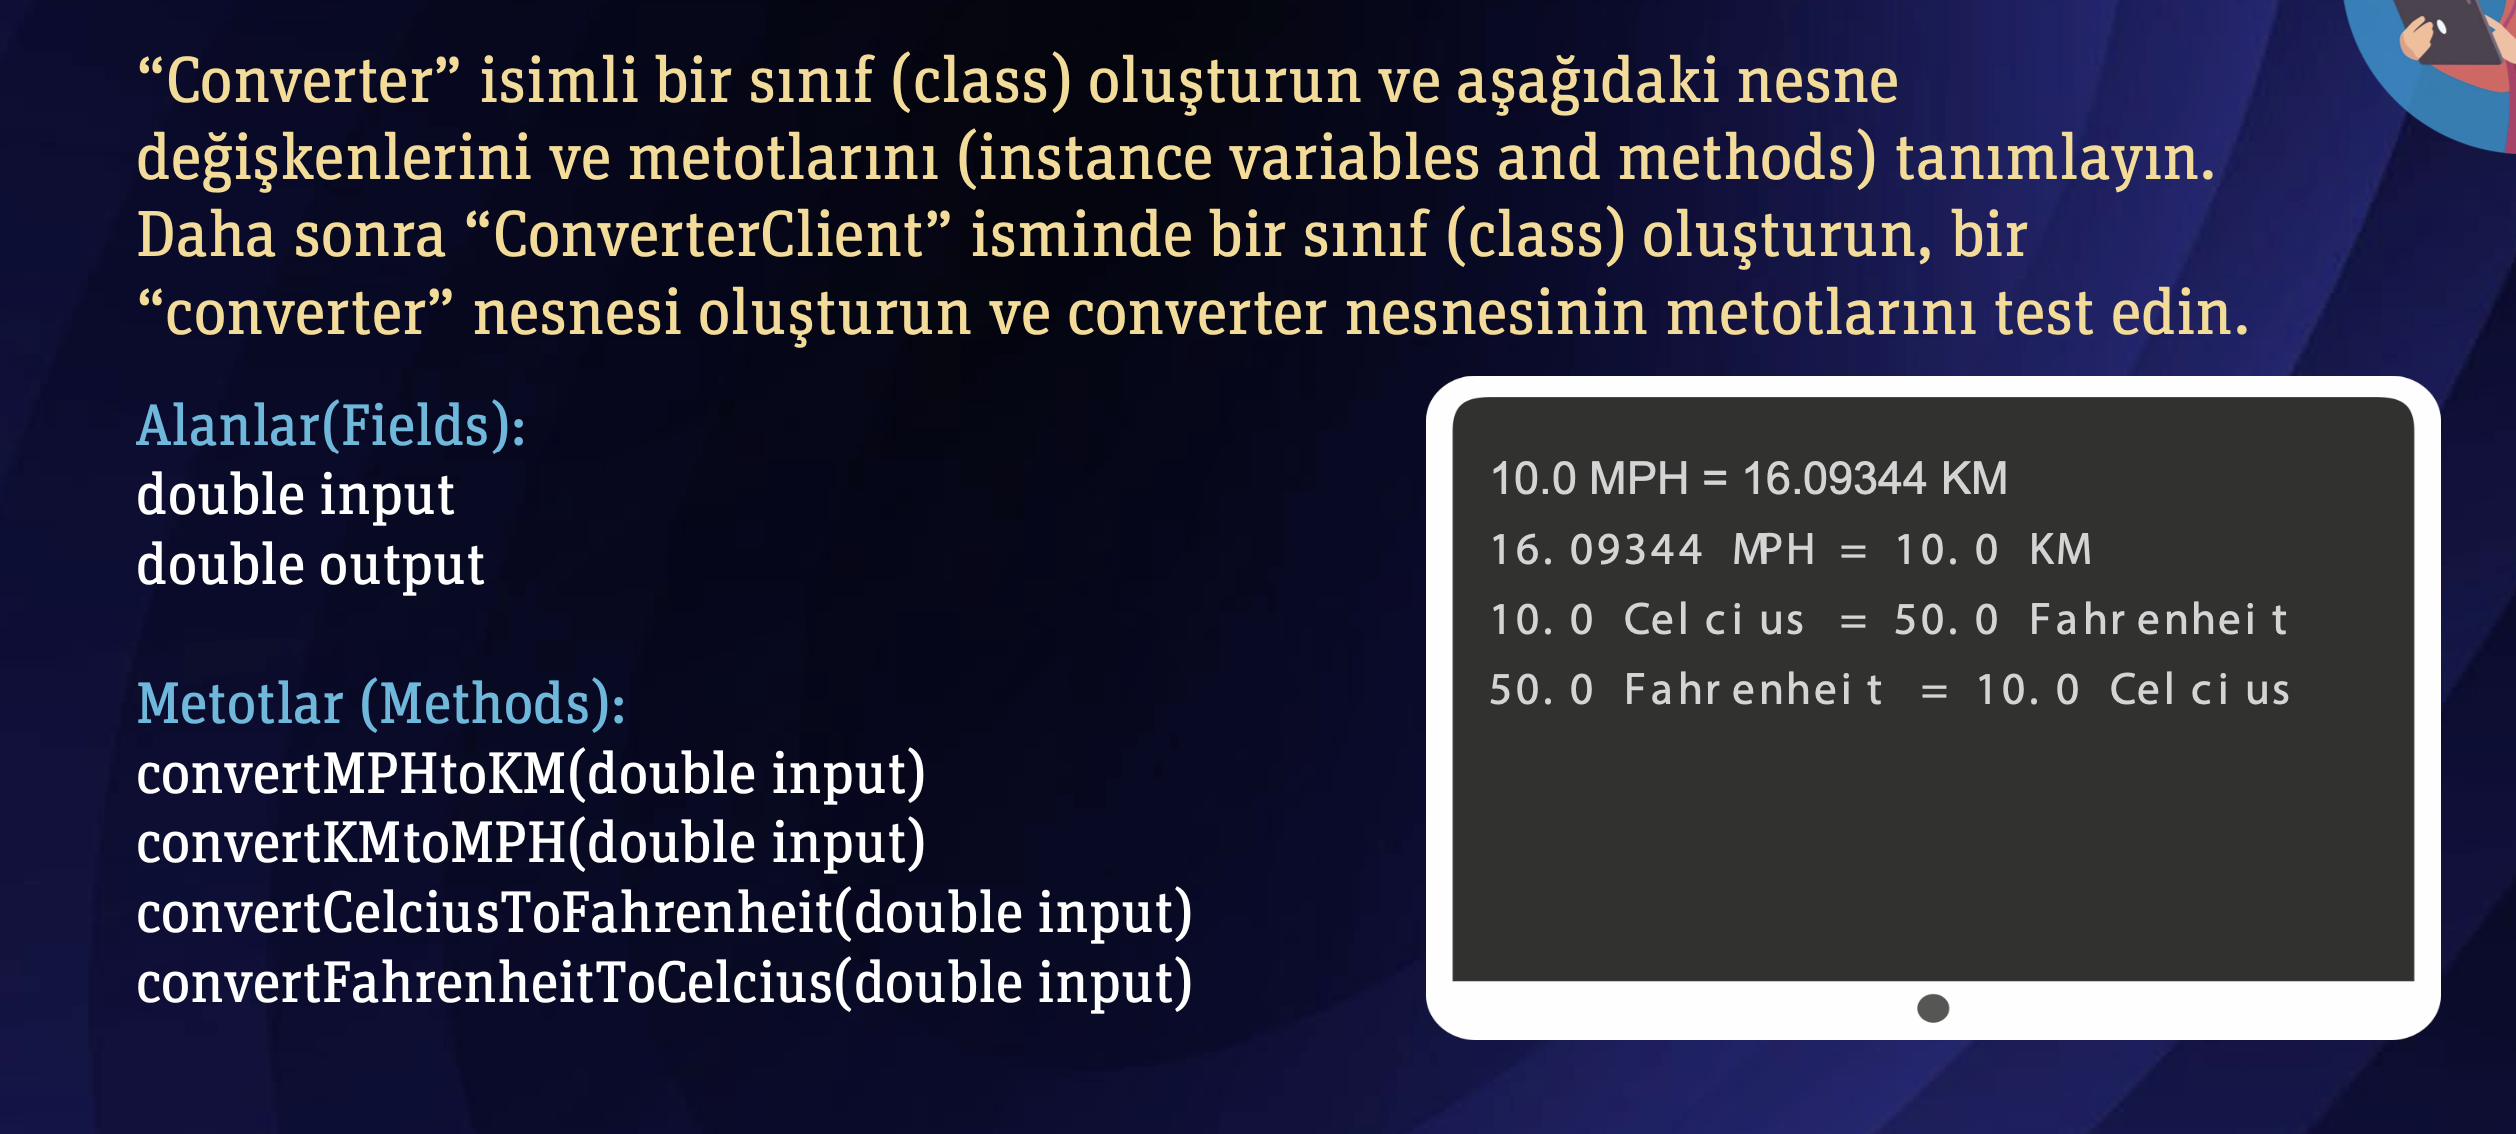 “Converter” isimli bir sınıf (class) oluşturun ve aşağıdaki nesne
değişkenlerini ve metotlarını (instance variables and methods) tanımlayın.
Daha sonra “ConverterClient” isminde bir sınıf (class) oluşturun, bir
“converter” nesnesi oluşturun ve converter nesnesinin metotlarını test edin.
Alanlar(Fields):
double input
double output
Metotlar (Methods):
convertMPHtoKM(double input)
convertKMtoMPH(double input)
convertCelciusToFahrenheit(double input)
convertFahrenheitToCelcius(double input)
10.0 MPH = 16.09344 KM
16.09344 MPH = 10.0 KM
10.0 Celcius = 50.0 Fahrenheit
50.0 Fahrenheit = 10.0 Celcius